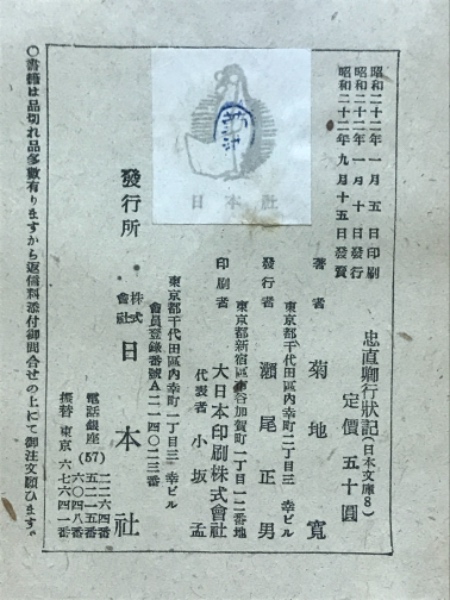 昭和二十二年一月五日印刷
昭和二十二年一月十日發行
昭和二十二年九月十五日發賣
忠直卿行狀記(日本文庫8)
定價五十圓
著者 菊地寬
東京都千代田區內幸町二丁目三 幸ビル
發行者 瀨尾正男
東京都新宿區市谷加賀町一丁目一二番地
印刷者 大日本印刷株式會社
代表者 小坂孟
東京都千代田區內幸町一丁目三 幸ビル
會員登錄番號A二一四〇二三番
發行所 株式會社 日本社
電話銀座(57)
二二六四番
五二一五番
六〇四八番
振替東京六七六四一番
日本社
〇書籍は品切れ品多數有りますから返信料添付御問合せの上にて御注文願ひます。